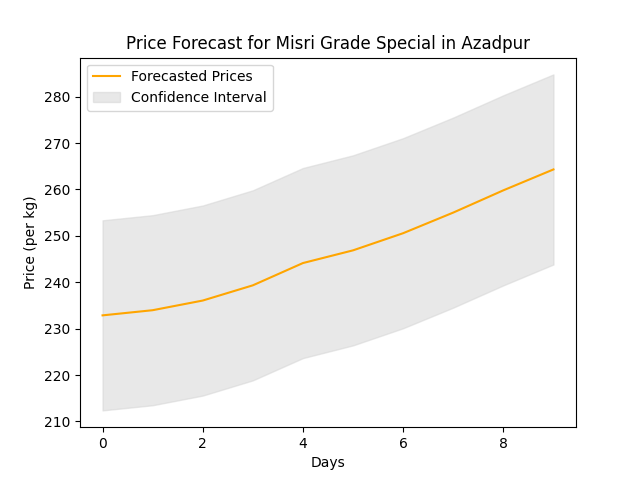 Price Forecast for Misri Grade Special in Azadpur
Forecasted Prices
Confidence Interval
Price (per kg)
280
270
260
250
240
230
220
210
0 2 4 6 8
Days